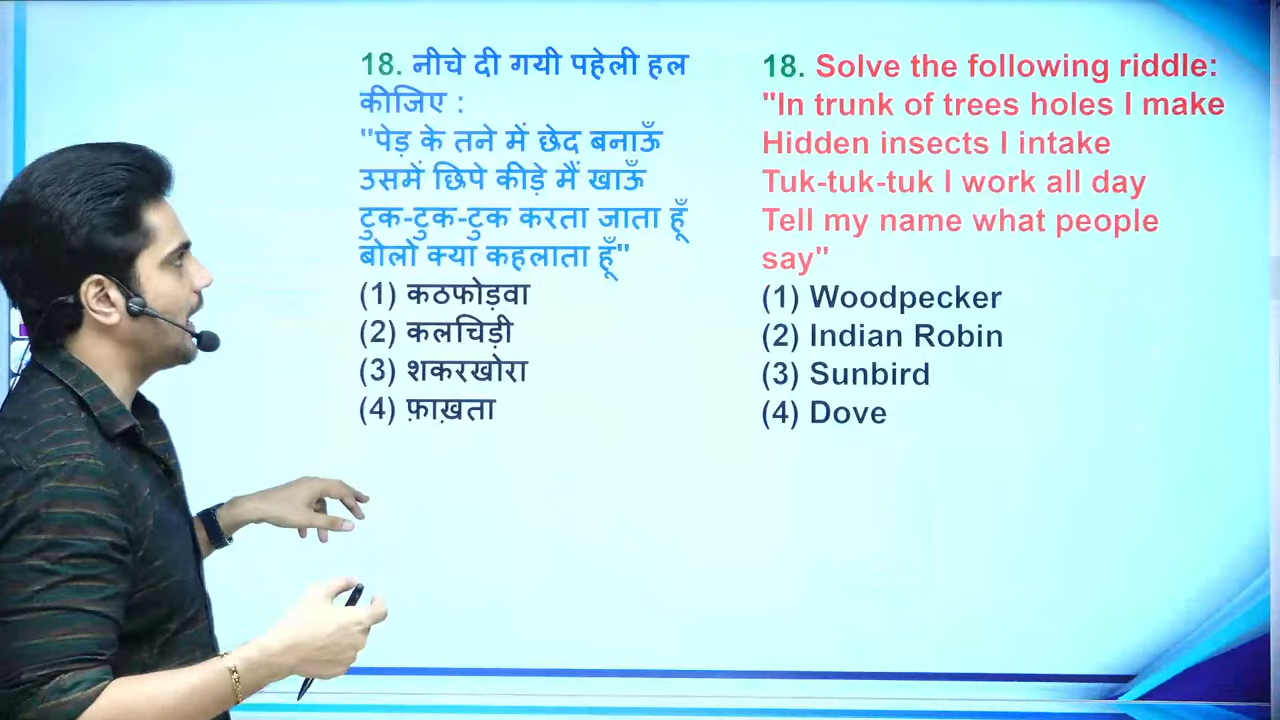 18. नीचे दी गयी पहेली हल
कीजिए :
"पेड़ के तने में छेद बनाऊँ
उसमें छिपे कीड़े मैं खाऊँ
टुक-टुक-टुक करता जाता हूँ
बोलो क्या कहलाता हूँ"
(1) कठफोड़वा
(2) कलचिड़ी
(3) शकरखोरा
(4) फ़ाख़ता
18. Solve the following riddle:
"In trunk of trees holes I make
Hidden insects I intake
Tuk-tuk-tuk I work all day
Tell my name what people
say"
(1) Woodpecker
(2) Indian Robin
(3) Sunbird
(4) Dove